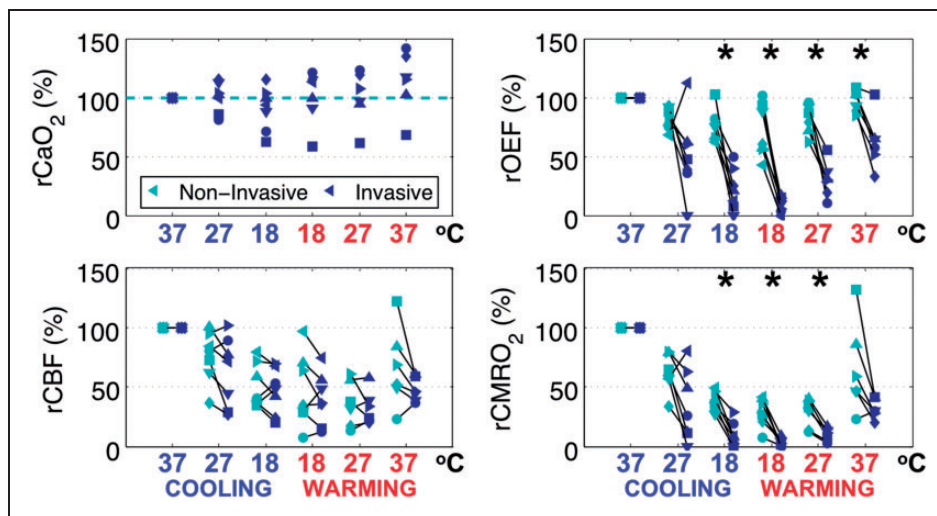 rCaO2 (%)
150
100
50
0
Non-Invasive Invasive
37 27 18 18 27 37 oC
rOEF (%)
150
100
50
0
* * * *
37 27 18 18 27 37 oC
rCBF (%)
150
100
50
0
37 27 18 18 27 37 oC
COOLING WARMING
rCMRO2 (%)
150
100
50
0
* * *
37 27 18 18 27 37 oC
COOLING WARMING